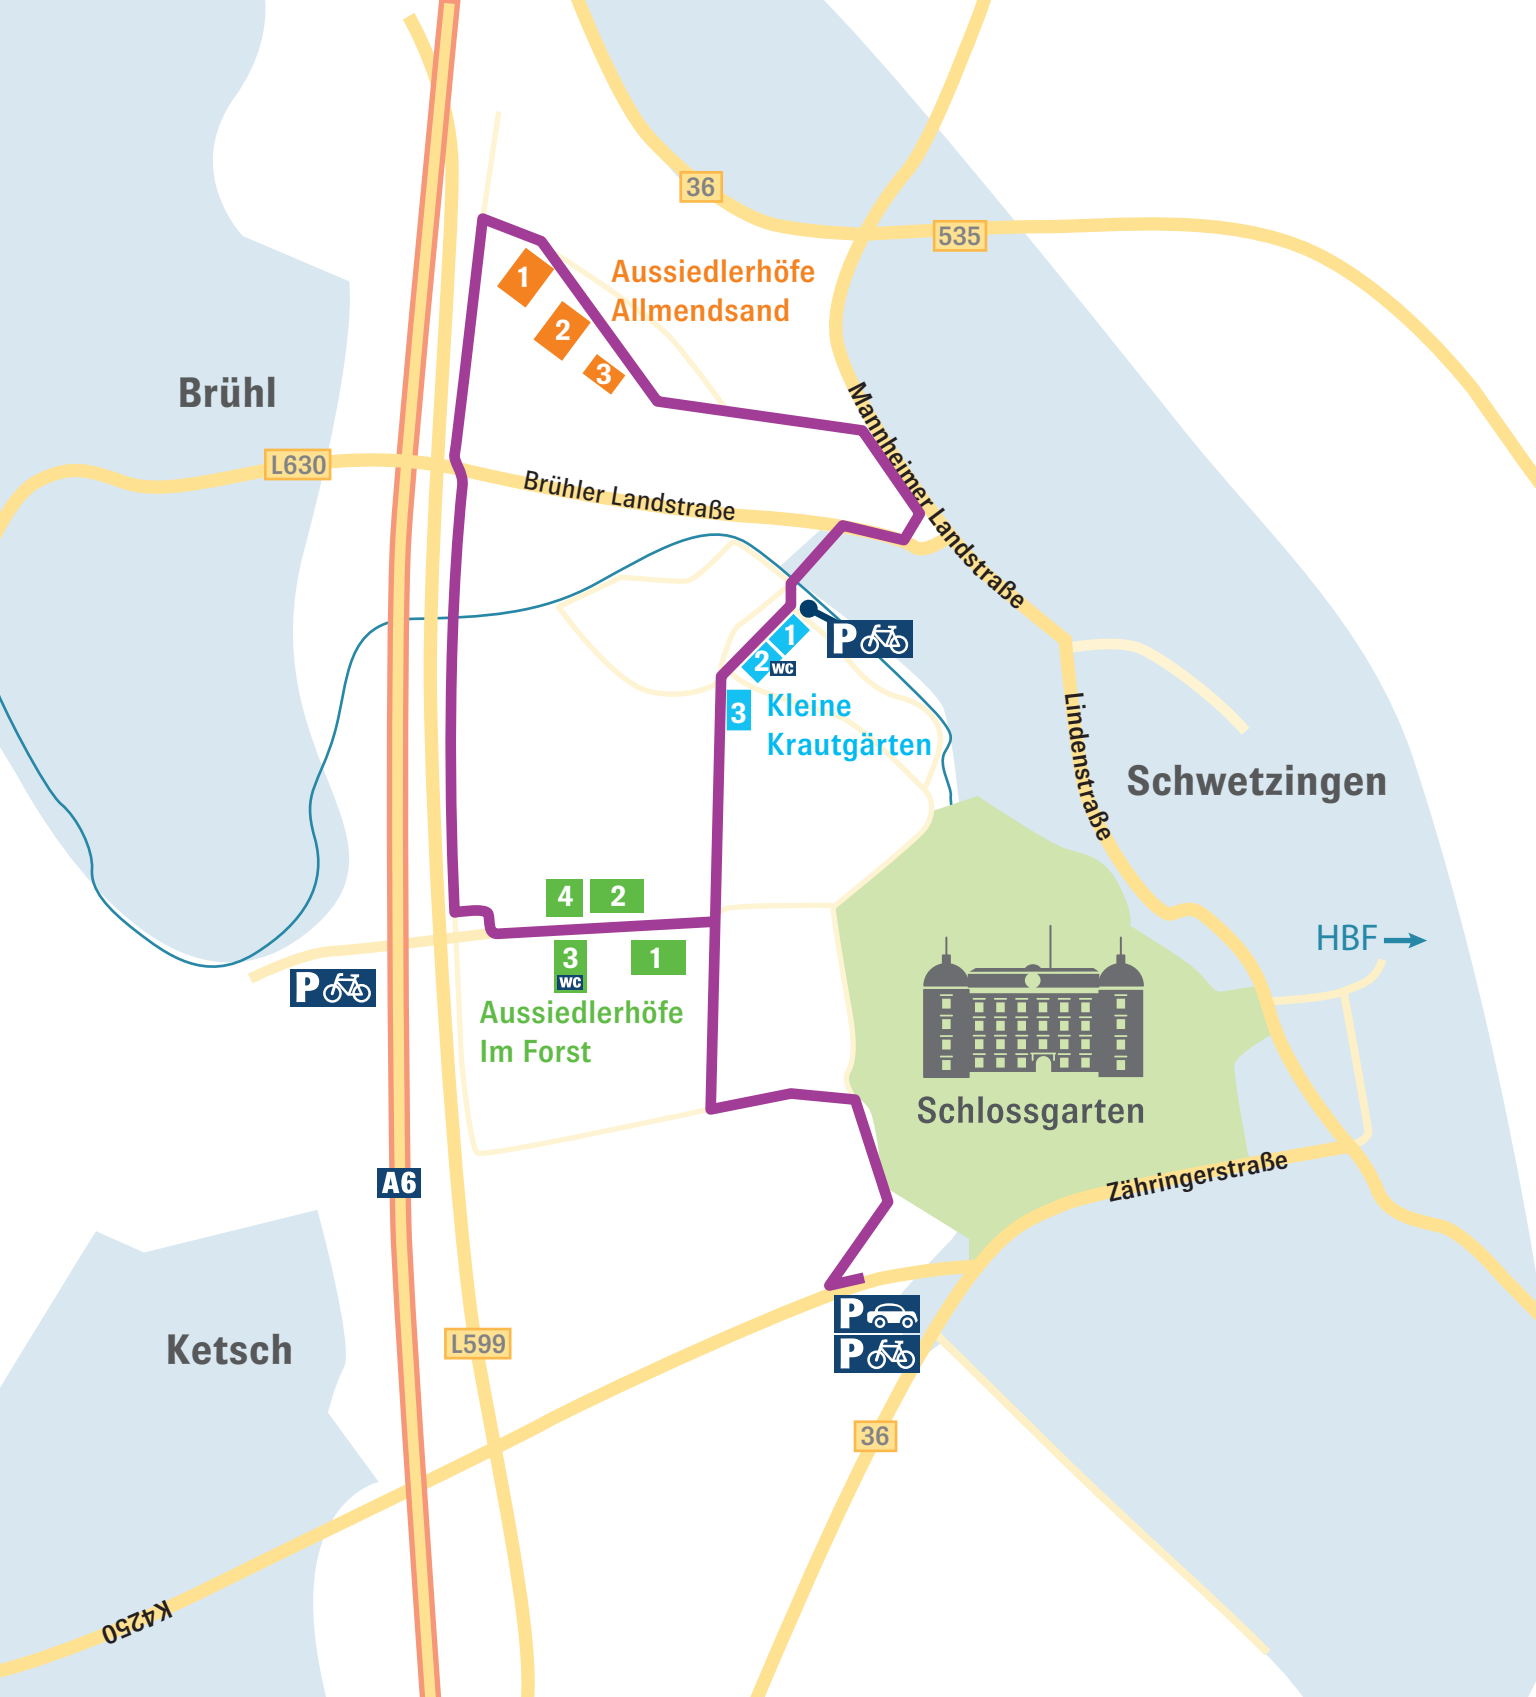 36
535
1
Aussiedlerhöfe
Allmendsand
2
3
Brühl
L630
Brühler Landstraße
Mannheimer Landstraße
P
1
2
WC
3
Kleine
Krautgärten
Lindenstraße
Schwetzingen
4
2
3
WC
1
HBF
P
Aussiedlerhöfe
Im Forst
Schlossgarten
A6
Zähringerstraße
P
P
Ketsch
L599
36
K4250